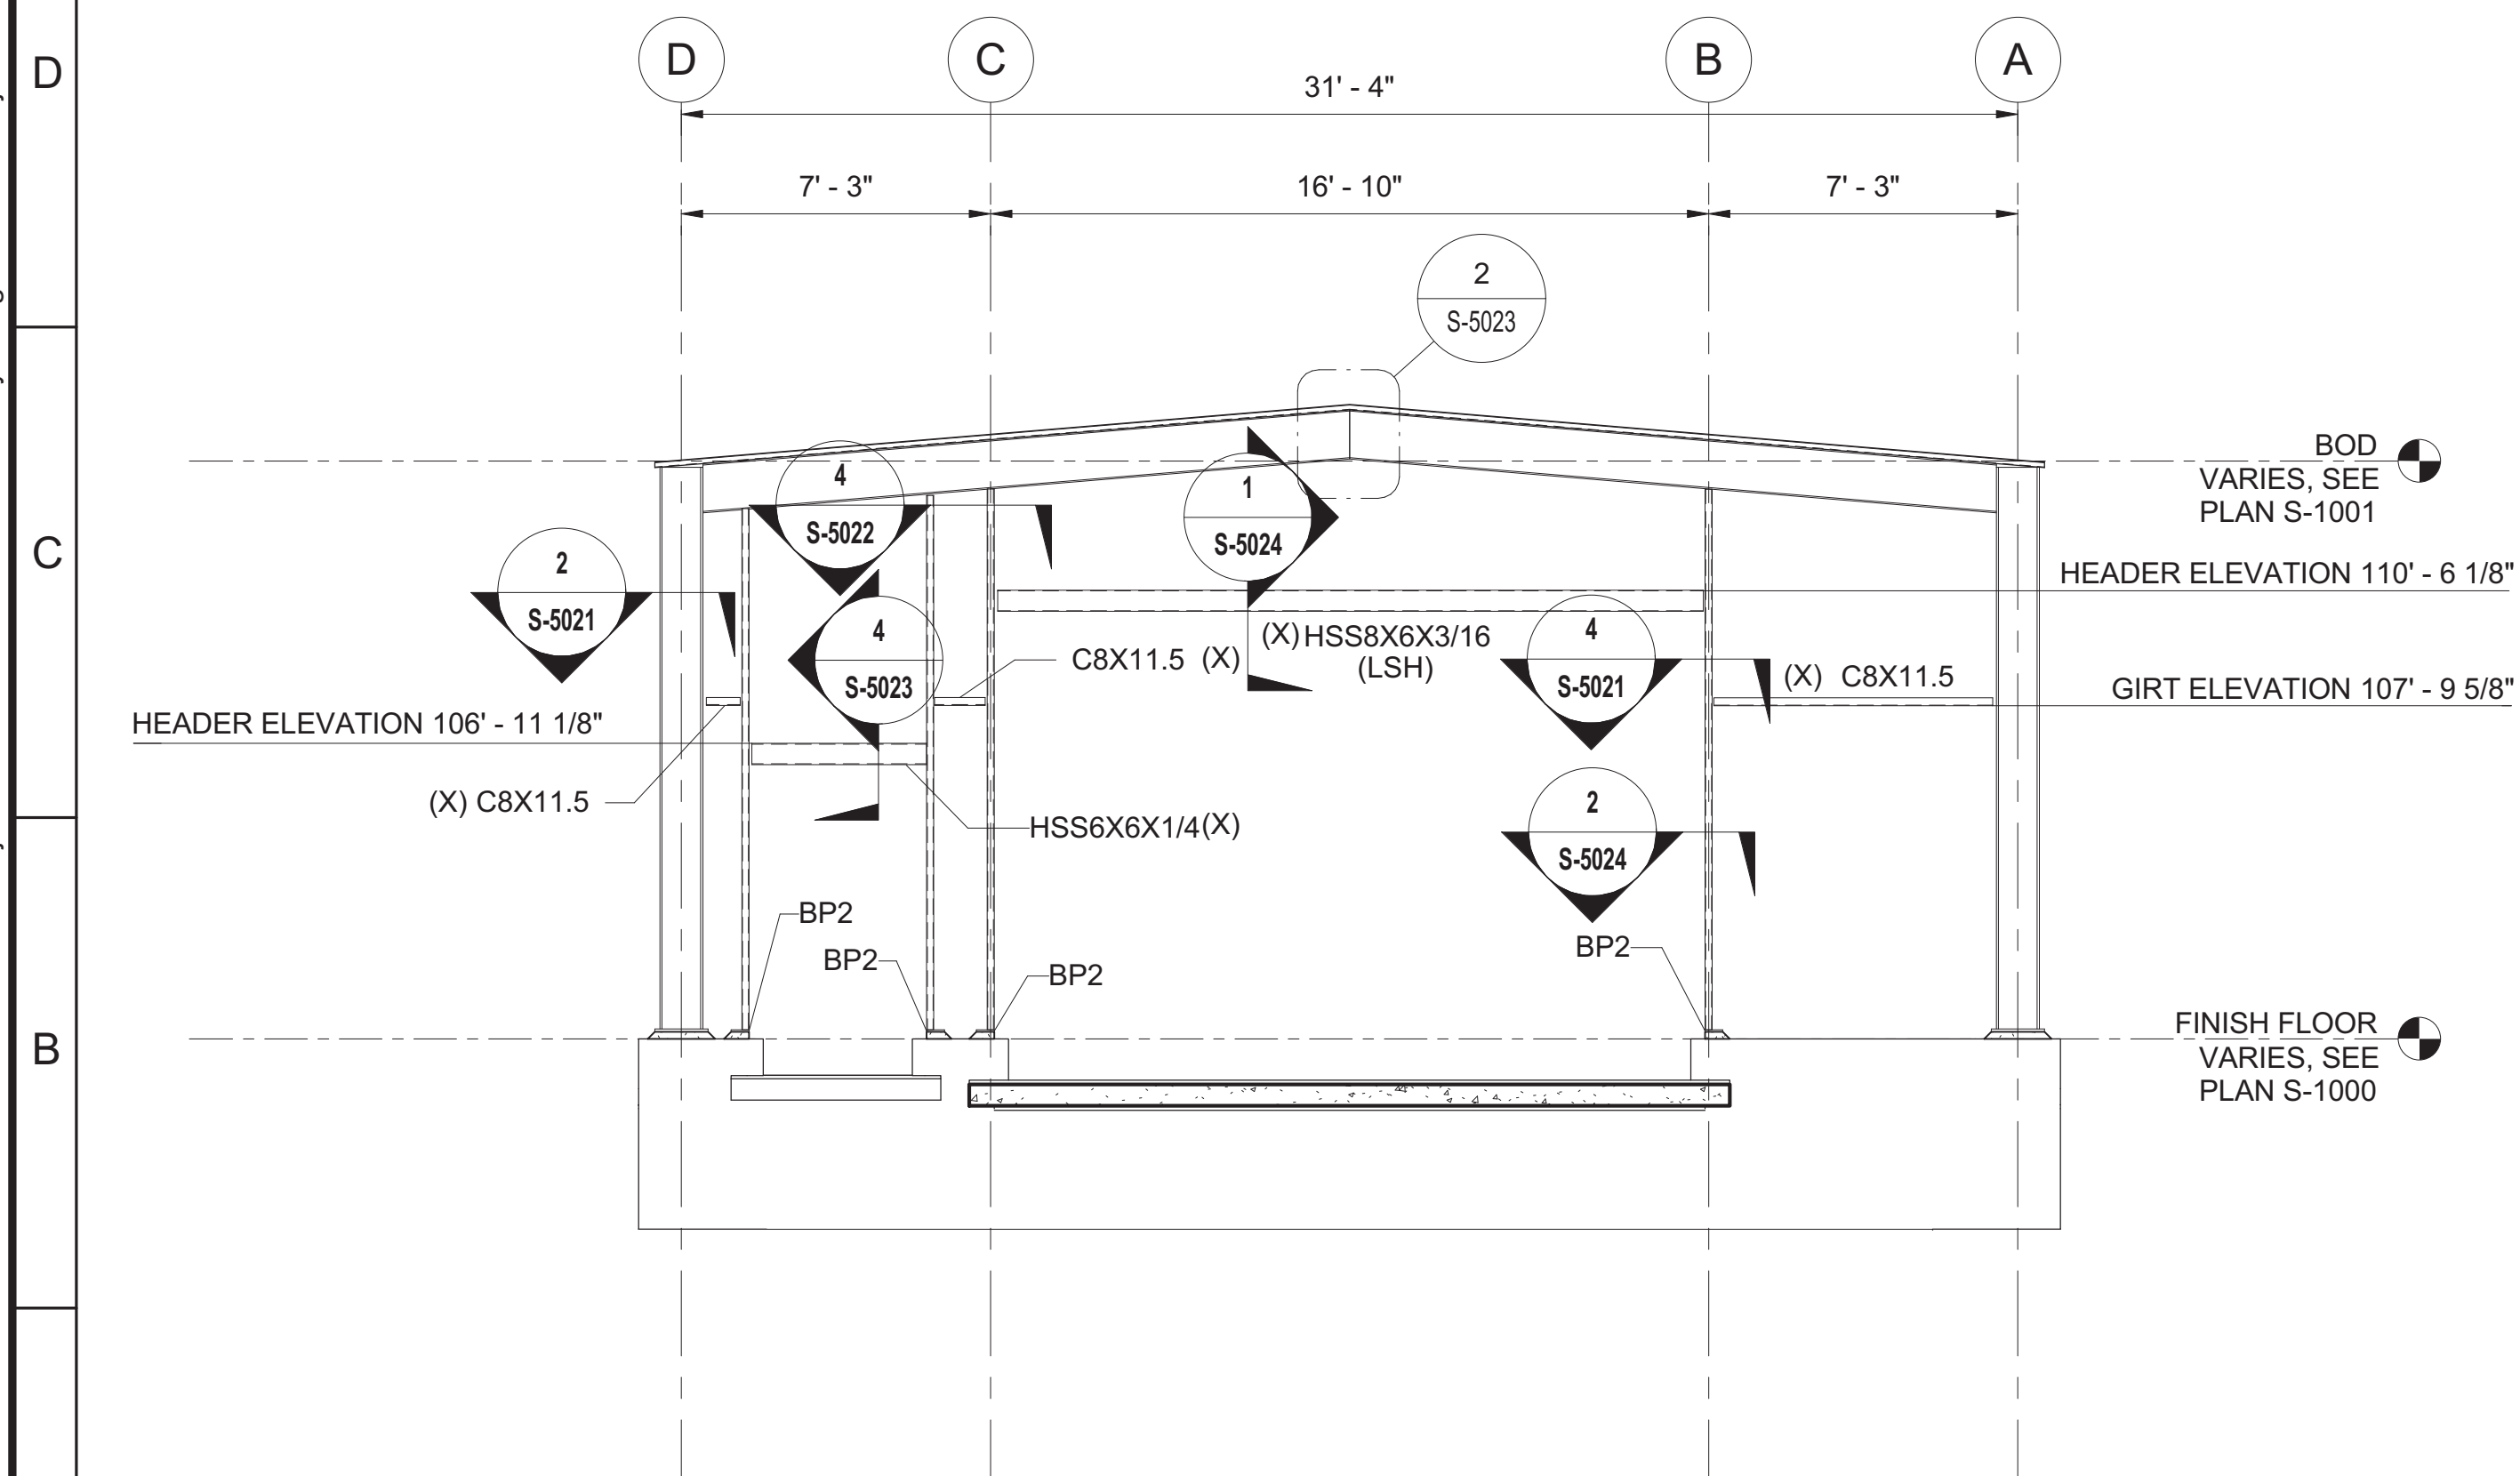 D
C
B
A
D
31' - 4"
7' - 3"
16' - 10"
7' - 3"
2
S-5023
BOD
VARIES, SEE
PLAN S-1001
4
S-5022
1
S-5024
C
2
S-5021
HEADER ELEVATION 110' - 6 1/8"
4
S-5023
C8X11.5 (X)
(X) HSS8X6X3/16
(LSH)
4
S-5021
(X) C8X11.5
GIRT ELEVATION 107' - 9 5/8"
HEADER ELEVATION 106' - 11 1/8"
(X) C8X11.5
HSS6X6X1/4(X)
2
S-5024
BP2
BP2
BP2
BP2
B
FINISH FLOOR
VARIES, SEE
PLAN S-1000